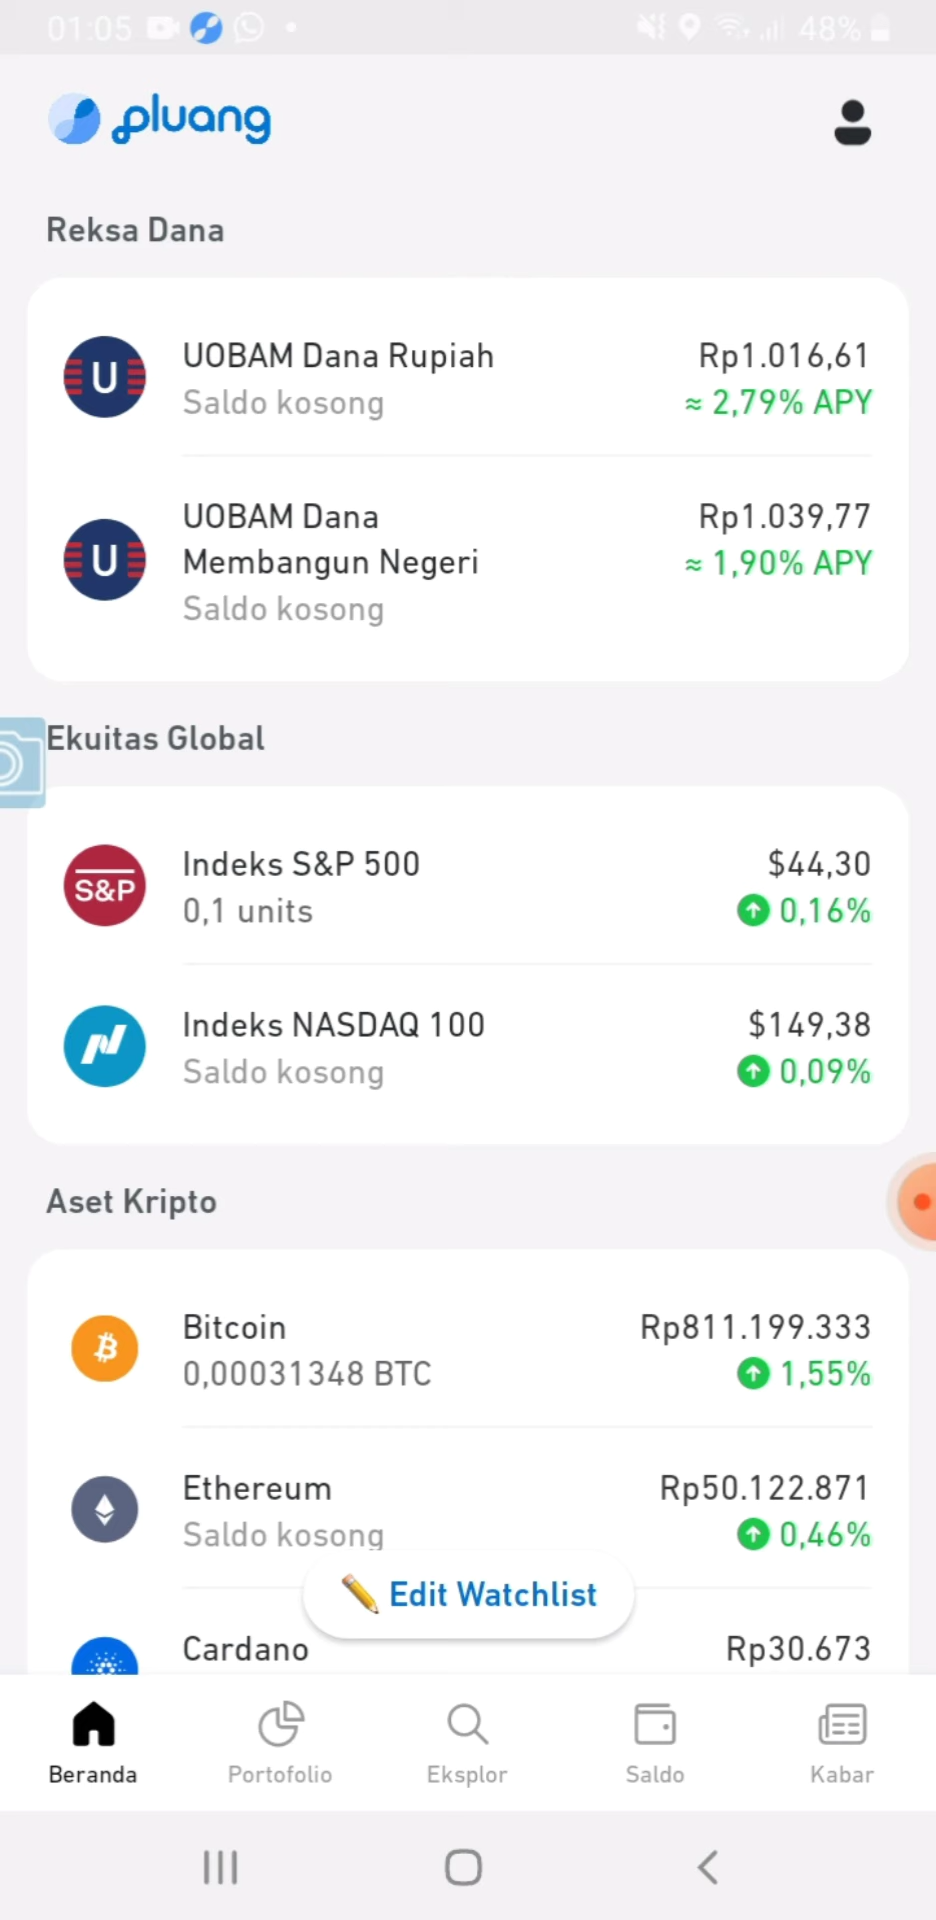 01:05 48%
pluang
Reksa Dana
U UOBAM Dana Rupiah Rp1.016,61
Saldo kosong ≈ 2,79% APY
UOBAM Dana Rp1.039,77
U Membangun Negeri ≈ 1,90% APY
Saldo kosong
Ekuitas Global
S&P Indeks S&P 500 $44,30
0,1 units 0,16%
Indeks NASDAQ 100 $149,38
Saldo kosong 0,09%
Aset Kripto
Bitcoin Rp811.199.333
0,00031348 BTC 1,55%
Ethereum Rp50.122.871
Saldo kosong 0,46%
✏️ Edit Watchlist
Cardano Rp30.673
Beranda Portofolio Eksplor Saldo Kabar